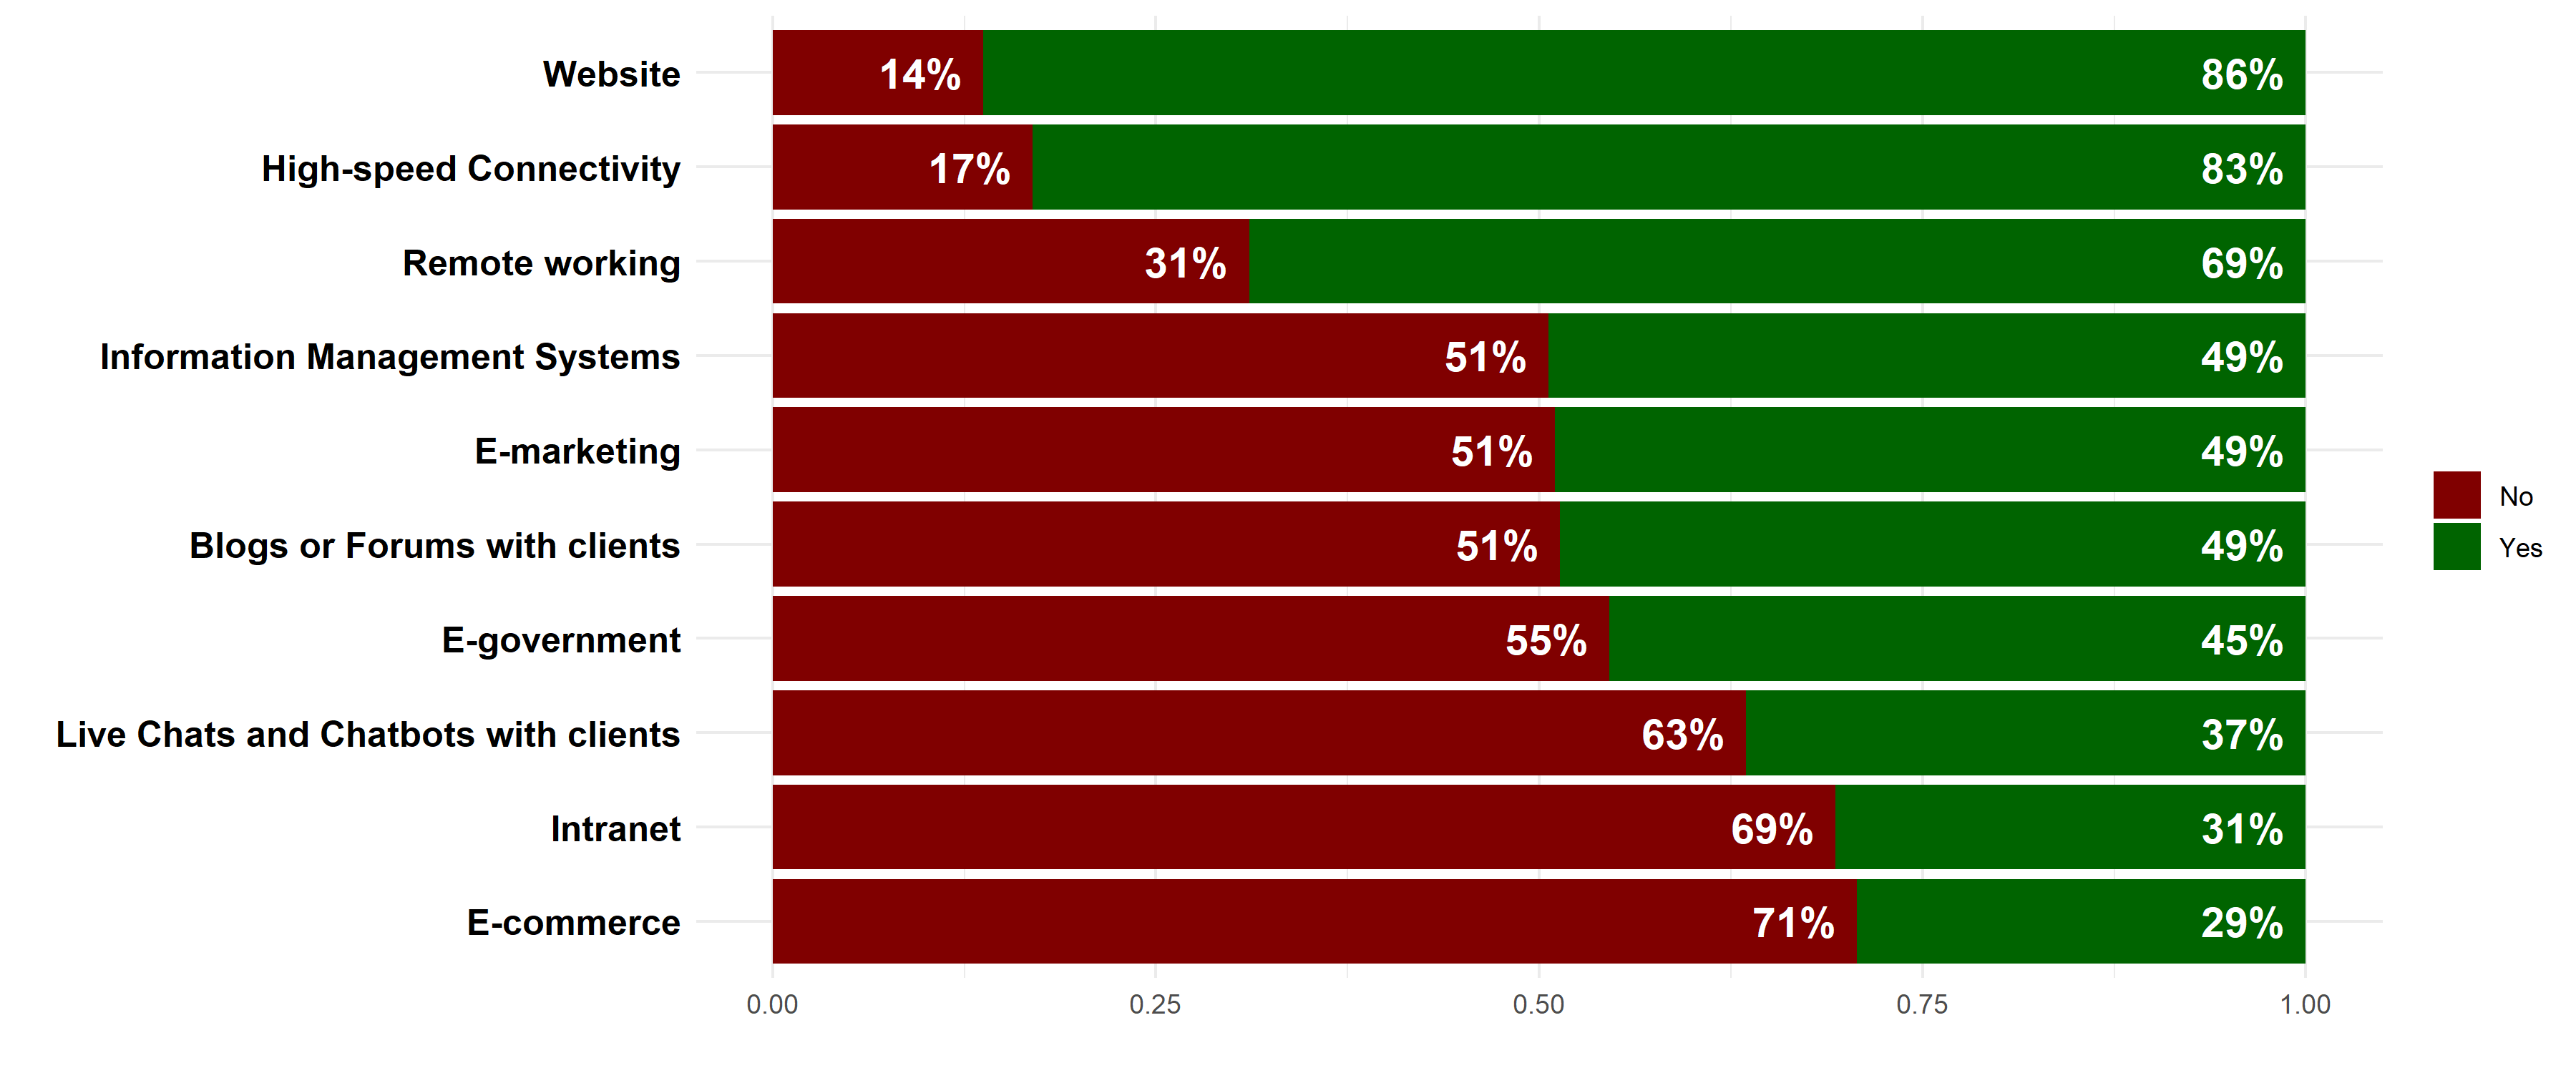 Website 14% 86%
High-speed Connectivity 17% 83%
Remote working 31% 69%
Information Management Systems 51% 49%
E-marketing 51% 49%
Blogs or Forums with clients 51% 49%
E-government 55% 45%
Live Chats and Chatbots with clients 63% 37%
Intranet 69% 31%
E-commerce 71% 29%
0.00 0.25 0.50 0.75 1.00
No
Yes